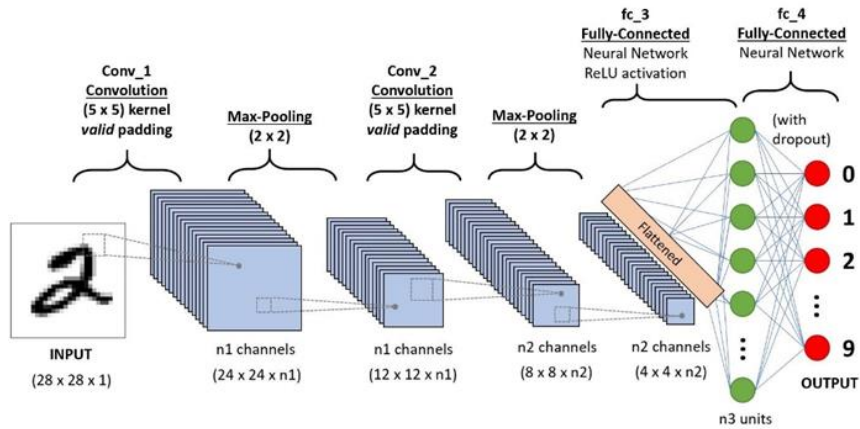 fc_3
Fully-Connected
Neural Network
ReLU activation
fc_4
Fully-Connected
Neural Network
Conv_1
Convolution
(5 x 5) kernel
valid padding
Max-Pooling
(2 x 2)
Conv_2
Convolution
(5 x 5) kernel
valid padding
Max-Pooling
(2 x 2)
(with
dropout)
Flattened
0
1
2
9
OUTPUT
2
INPUT
(28 x 28 x 1)
n1 channels
(24 x 24 x n1)
n1 channels
(12 x 12 x n1)
n2 channels
(8 x 8 x n2)
n2 channels
(4 x 4 x n2)
n3 units